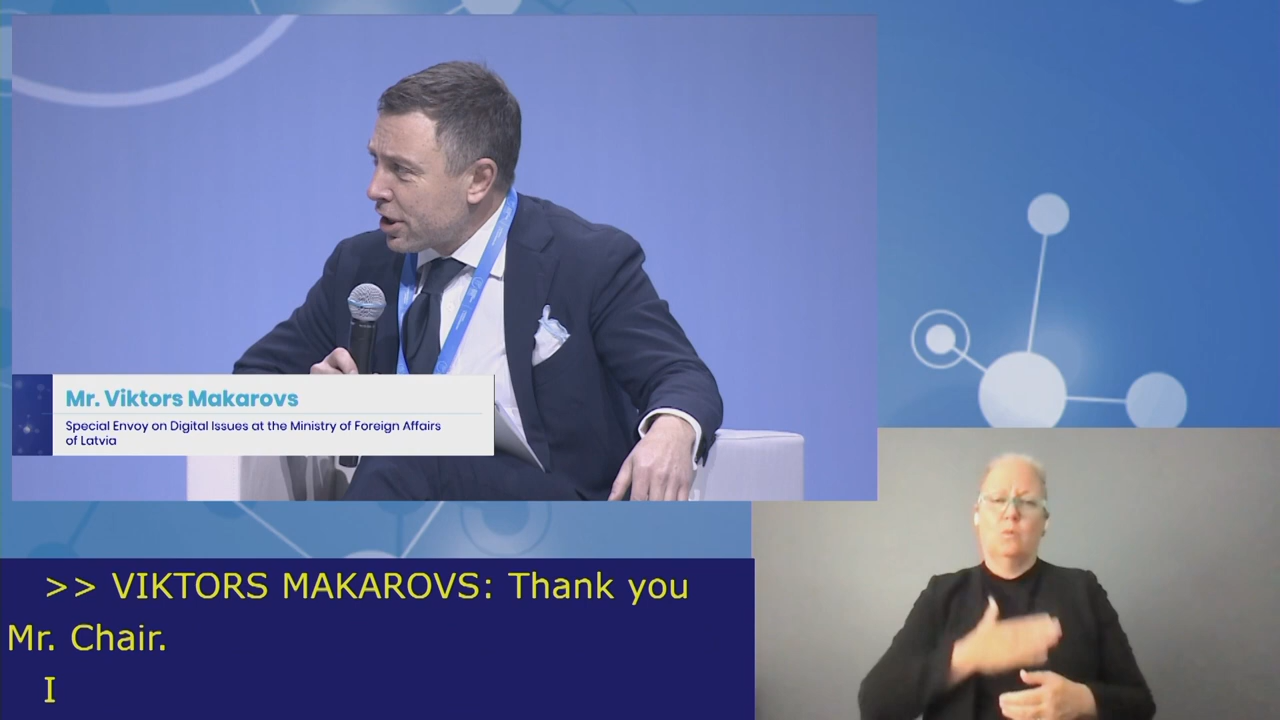 Mr. Viktors Makarovs
Special Envoy on Digital Issues at the Ministry of Foreign Affairs
of Latvia
>> VIKTORS MAKAROVS: Thank you
Mr. Chair.
I